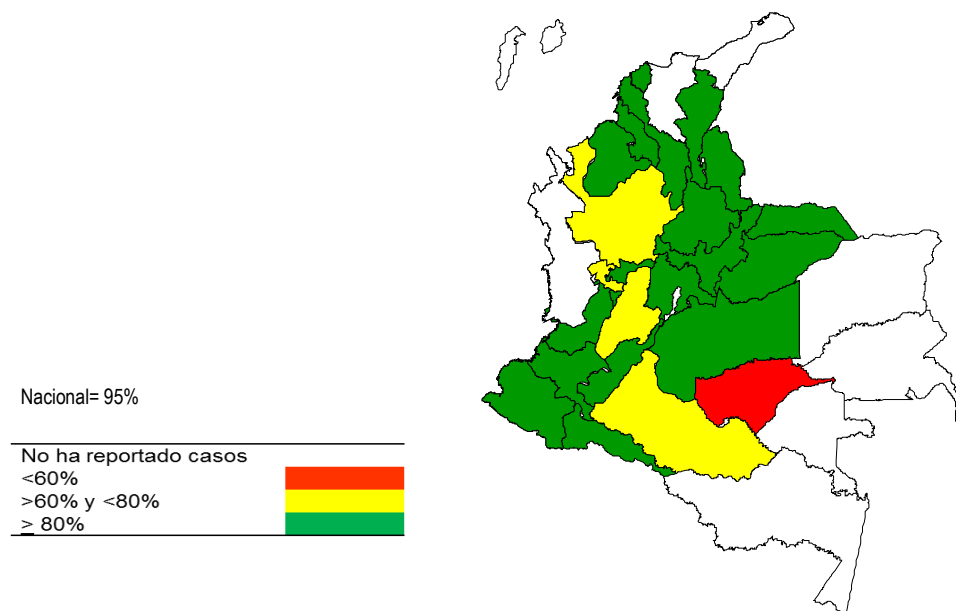 Nacional= 95%
No ha reportado casos
<60%
>60% y <80%
> 80%